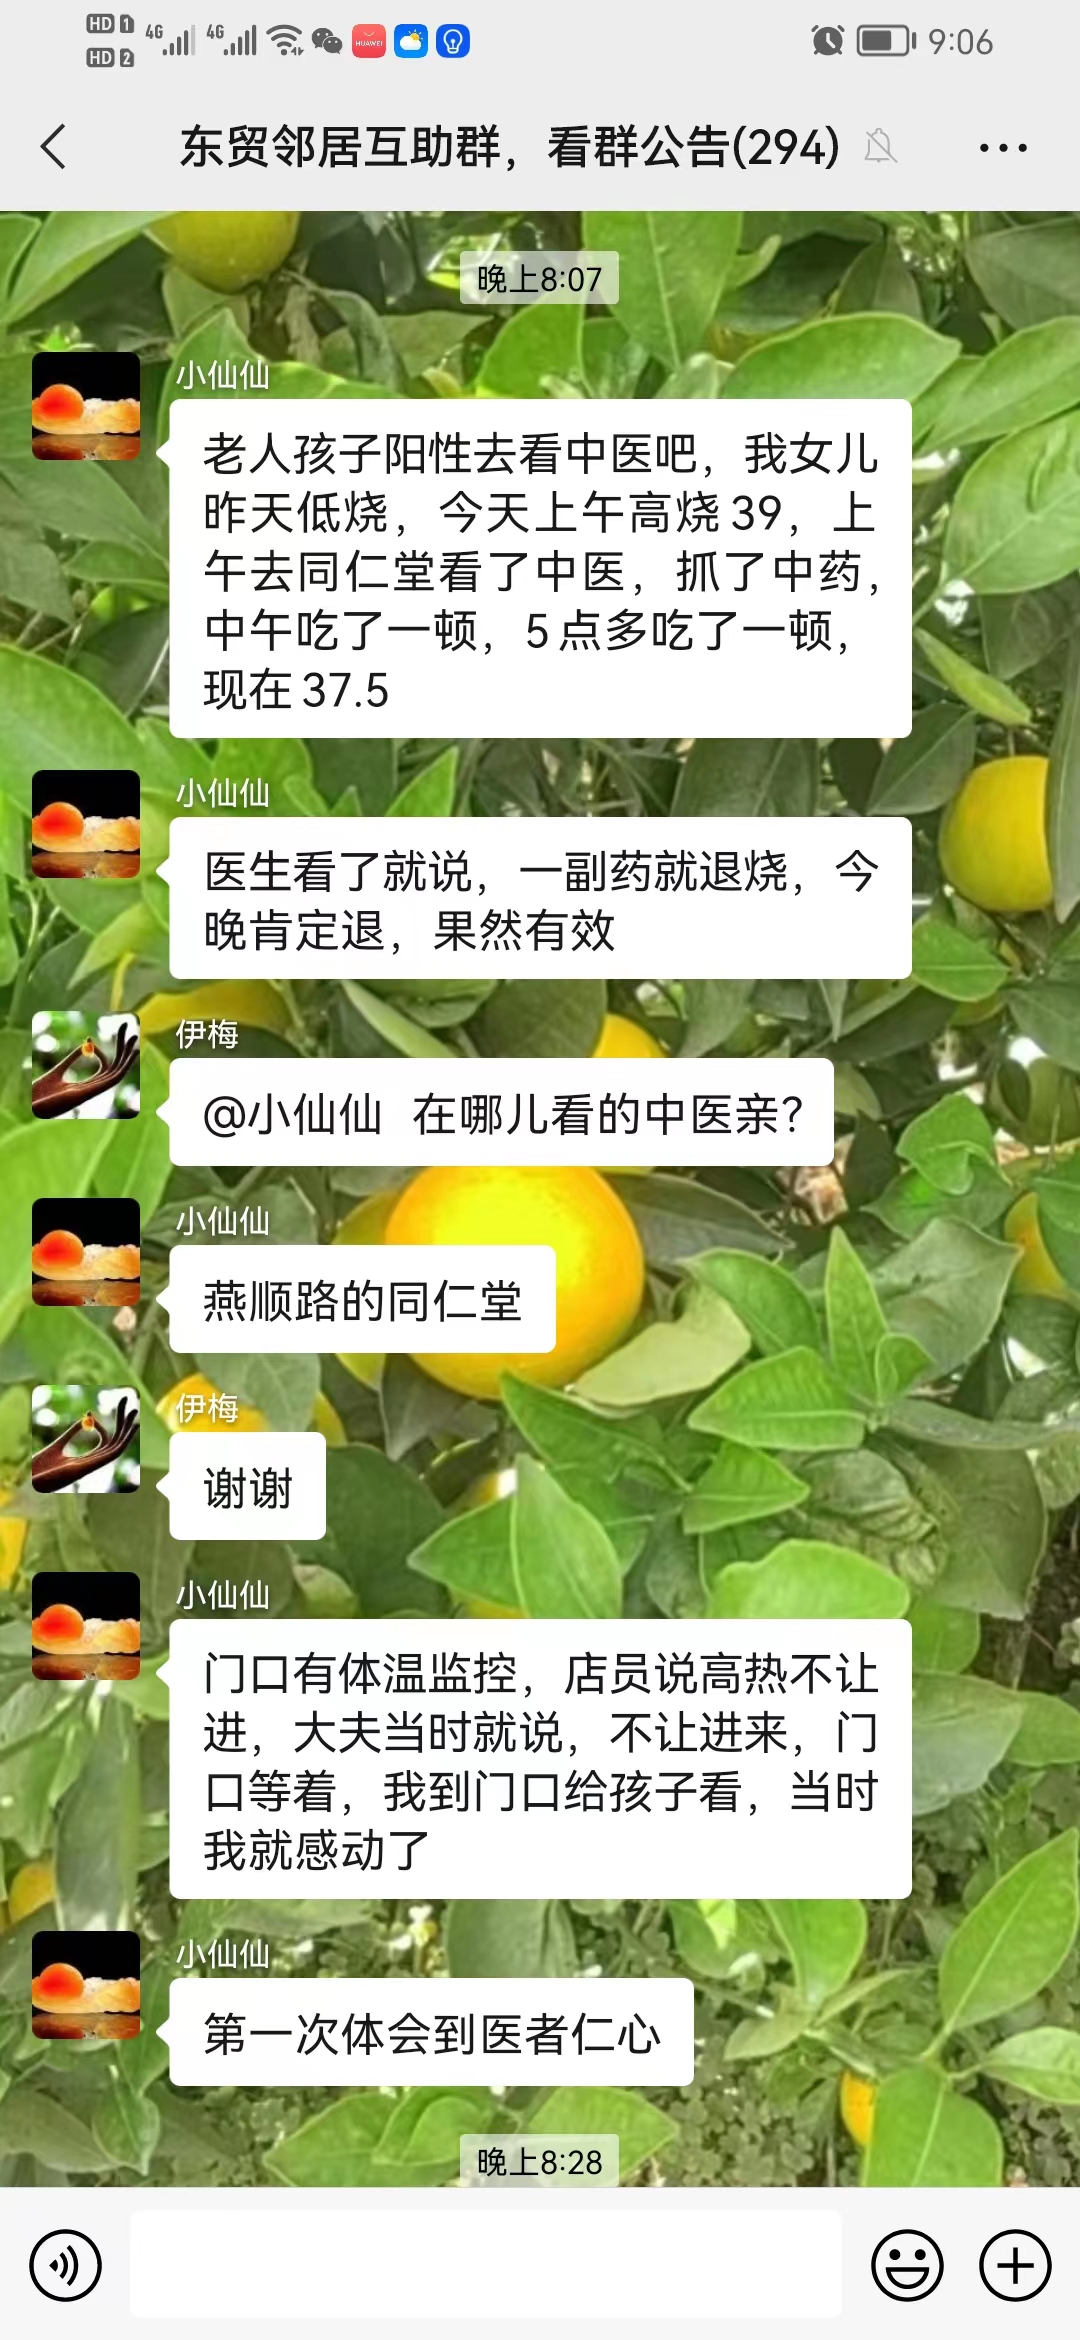 HD 1 4G 4G HUAWEI 9:06
HD 2
东贸邻居互助群，看群公告(294)
晚上8:07
小仙仙
老人孩子阳性去看中医吧，我女儿
昨天低烧，今天上午高烧39，上
午去同仁堂看了中医，抓了中药，
中午吃了一顿，5点多吃了一顿，
现在37.5
小仙仙
医生看了就说，一副药就退烧，今
晚肯定退，果然有效
伊梅
@小仙仙 在哪儿看的中医亲？
小仙仙
燕顺路的同仁堂
伊梅
谢谢
小仙仙
门口有体温监控，店员说高热不让
进，大夫当时就说，不让进来，门
口等着，我到门口给孩子看，当时
我就感动了
小仙仙
第一次体会到医者仁心
晚上8:28